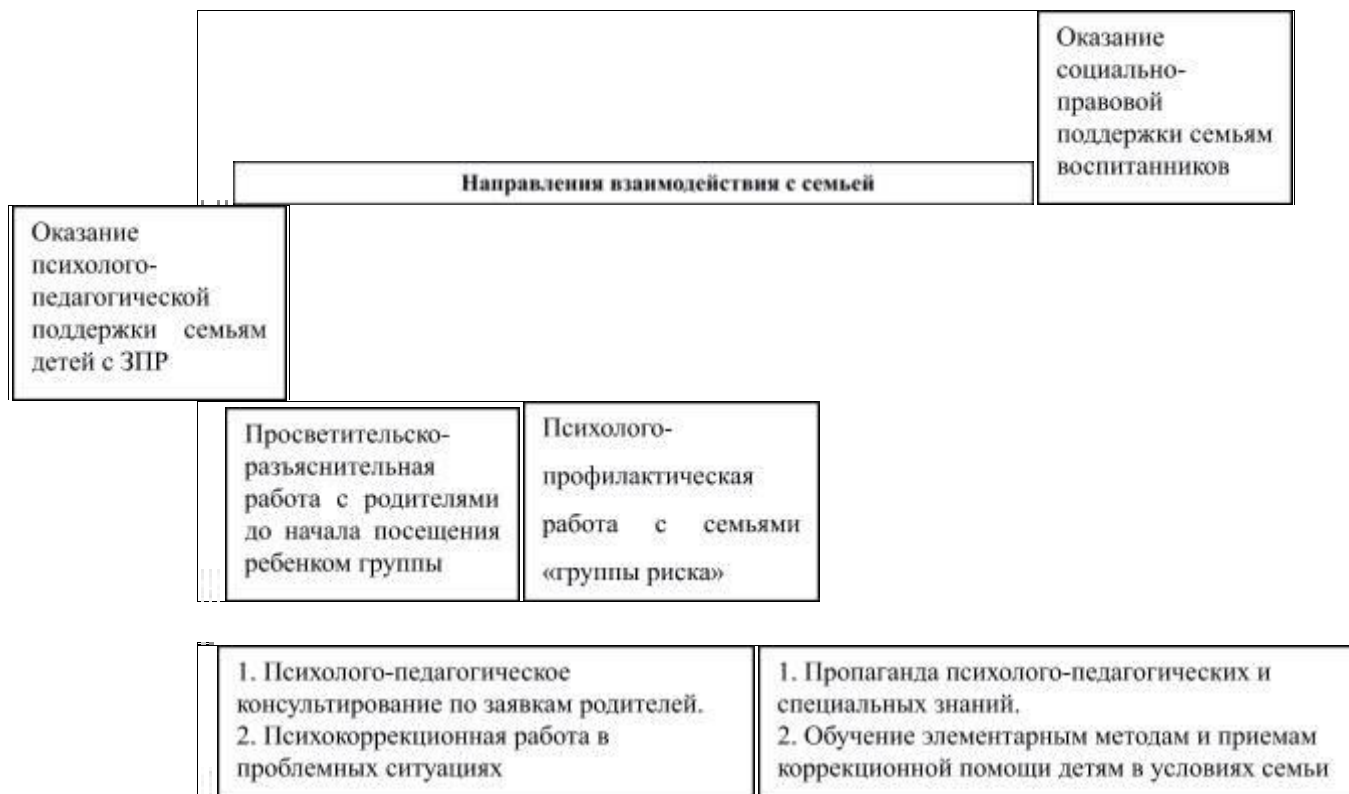 Оказание
социально-
правовой
поддержки семьям
воспитанников
Направления взаимодействия с семьей
Оказание
психолого-
педагогической
поддержки семьям
детей с ЗПР
Просветительско-
разъяснительная
работа с родителями
до начала посещения
ребенком группы
Психолого-
профилактическая
работа с семьями
«группы риска»
1. Психолого-педагогическое
консультирование по заявкам родителей.
2. Психокоррекционная работа в
проблемных ситуациях
1. Пропаганда психолого-педагогических и
специальных знаний.
2. Обучение элементарным методам и приемам
коррекционной помощи детям в условиях семьи